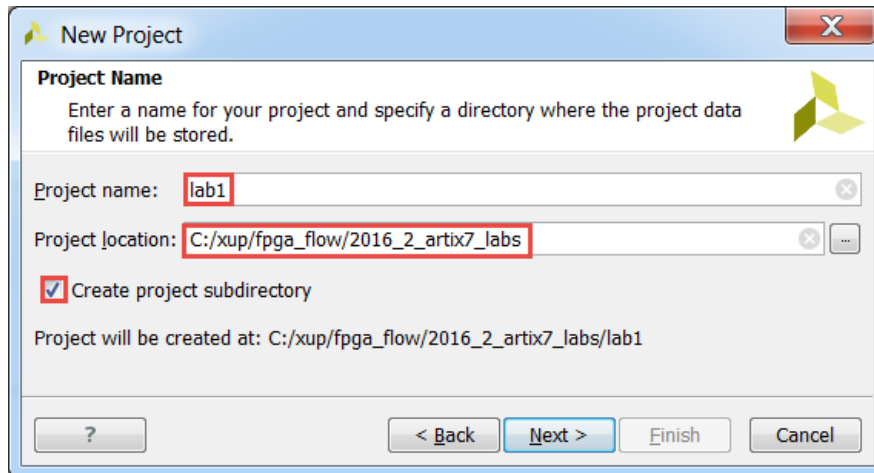 New Project
Project Name
Enter a name for your project and specify a directory where the project data
files will be stored.
Project name: lab1
Project location: C:/xup/fpga_flow/2016_2_artix7_labs ...
Create project subdirectory
Project will be created at: C:/xup/fpga_flow/2016_2_artix7_labs/lab1
? < Back Next > Finish Cancel